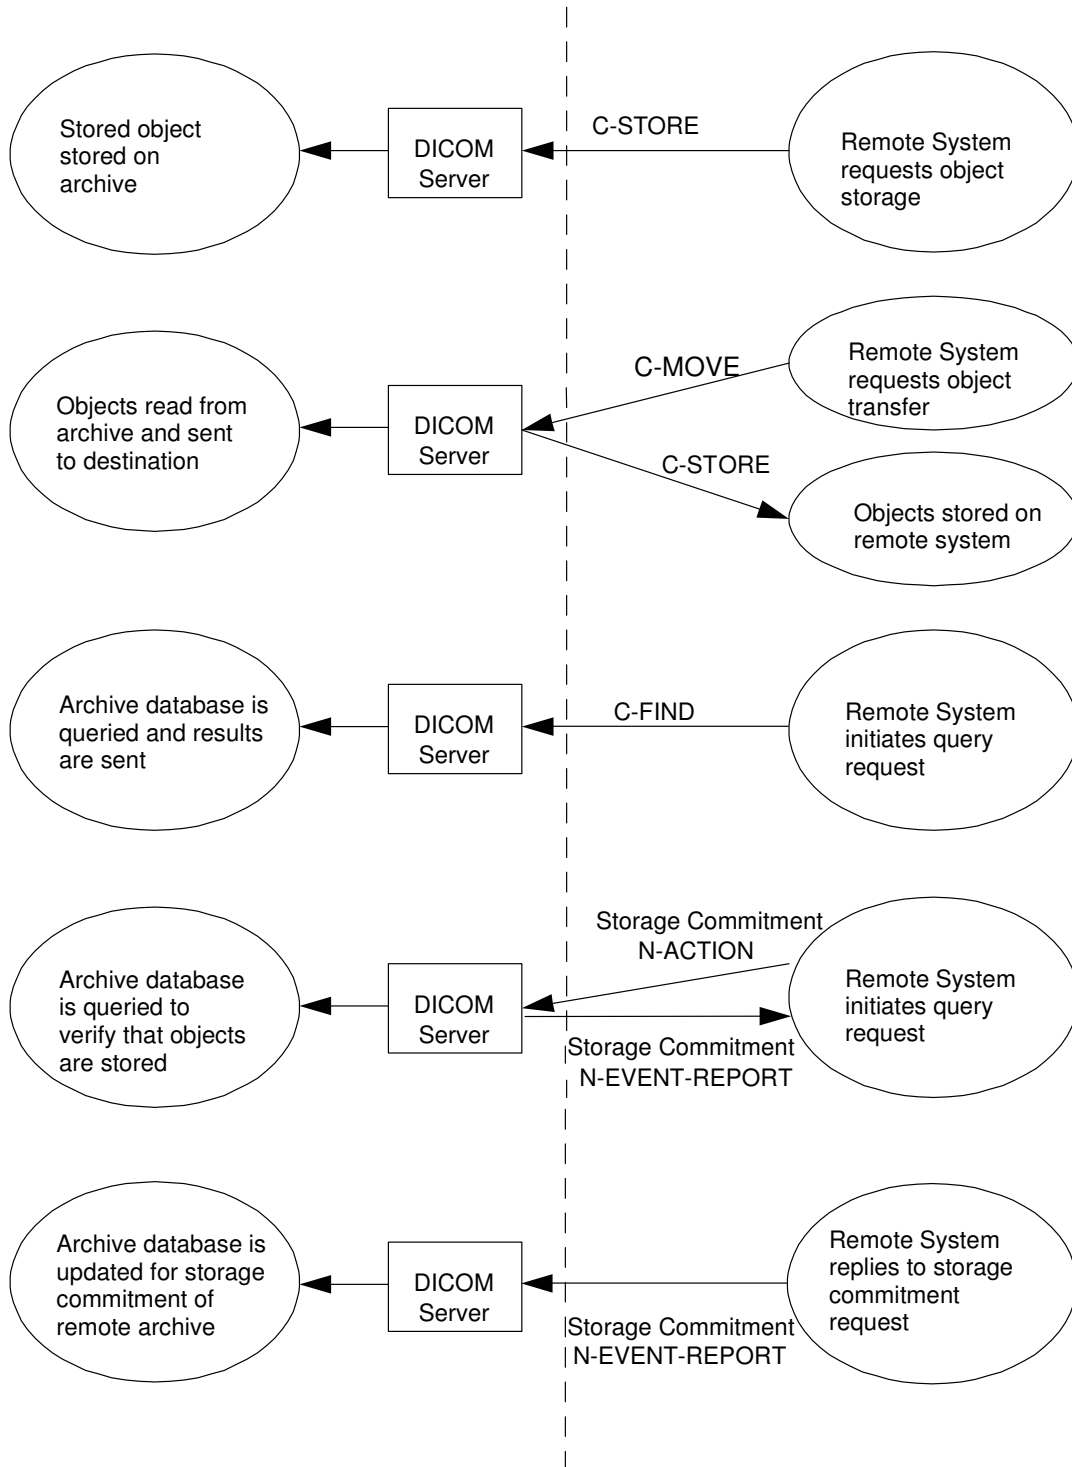 Stored object
stored on
archive
DICOM
Server
C-STORE
Remote System
requests object
storage
Objects read from
archive and sent
to destination
DICOM
Server
C-MOVE
C-STORE
Remote System
requests object
transfer
Objects stored on
remote system
Archive database is
queried and results
are sent
DICOM
Server
C-FIND
Remote System
initiates query
request
Archive database
is queried to
verify that objects
are stored
DICOM
Server
Storage Commitment
N-ACTION
Storage Commitment
N-EVENT-REPORT
Remote System
initiates query
request
Archive database is
updated for storage
commitment of
remote archive
DICOM
Server
Storage Commitment
N-EVENT-REPORT
Remote System
replies to storage
commitment
request